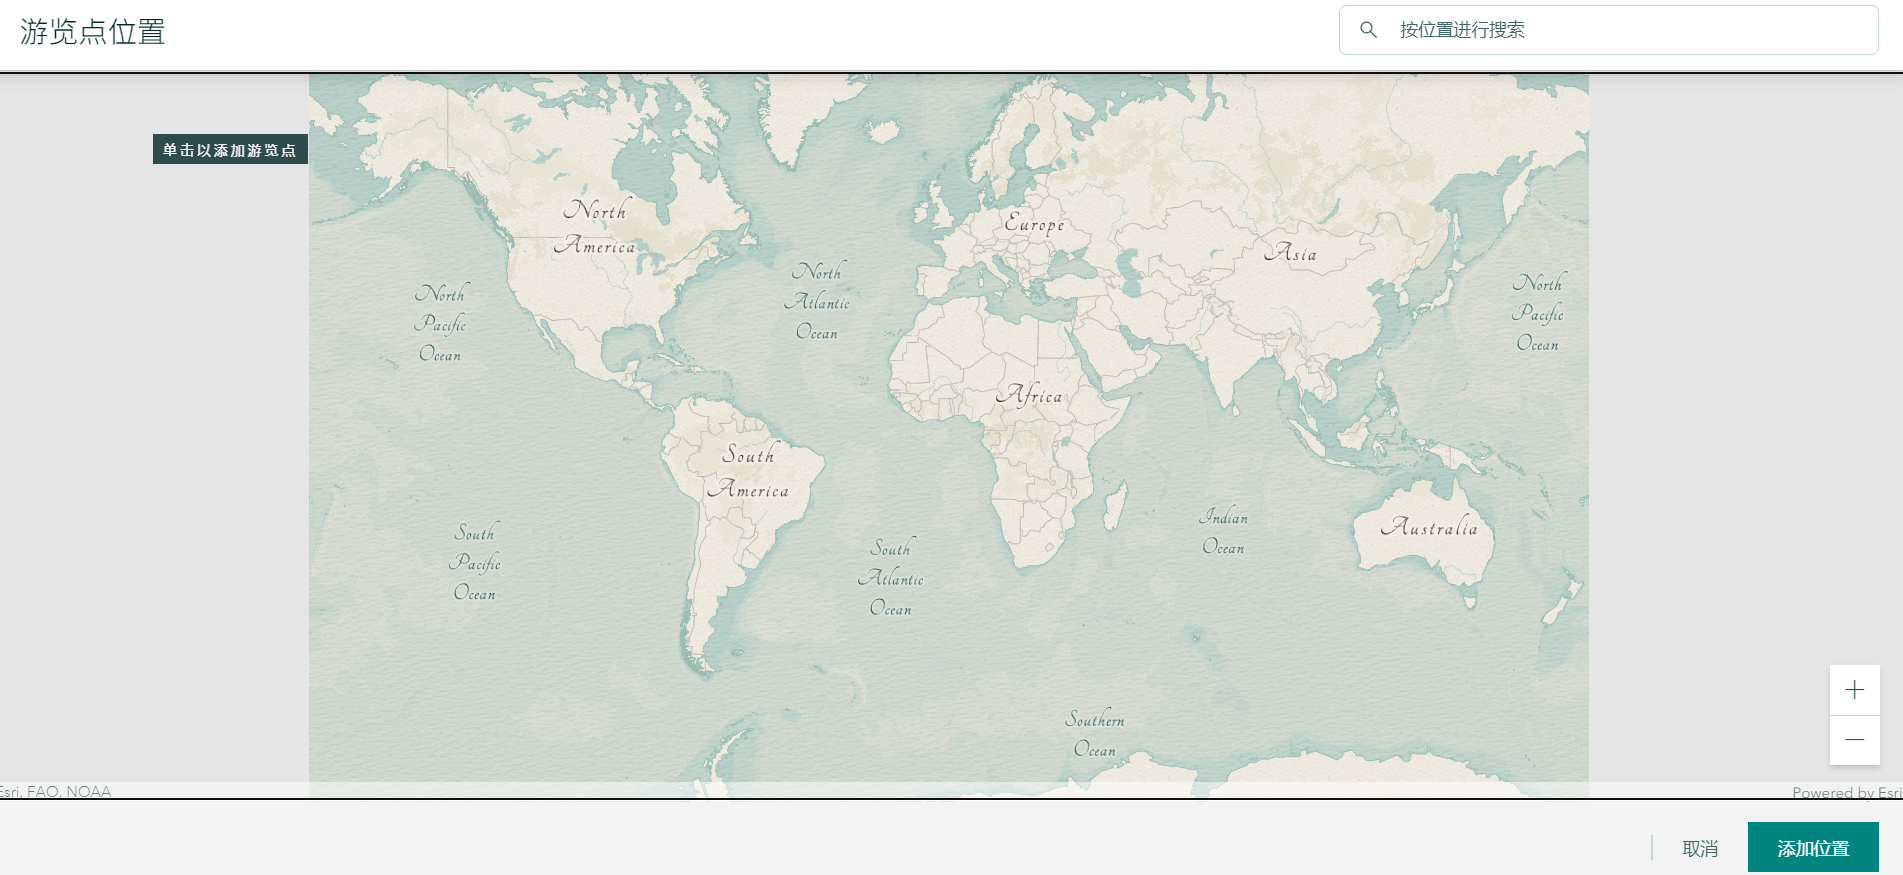 游览点位置
按位置进行搜索
单击以添加游览点
North
America
Europe
Asia
North
Atlantic
Ocean
North
Pacific
Ocean
North
Pacific
Ocean
Africa
South
America
South
Pacific
Ocean
South
Atlantic
Ocean
Indian
Ocean
Australia
Southern
Ocean
Esri, FAO, NOAA
Powered by Esri
取消
添加位置